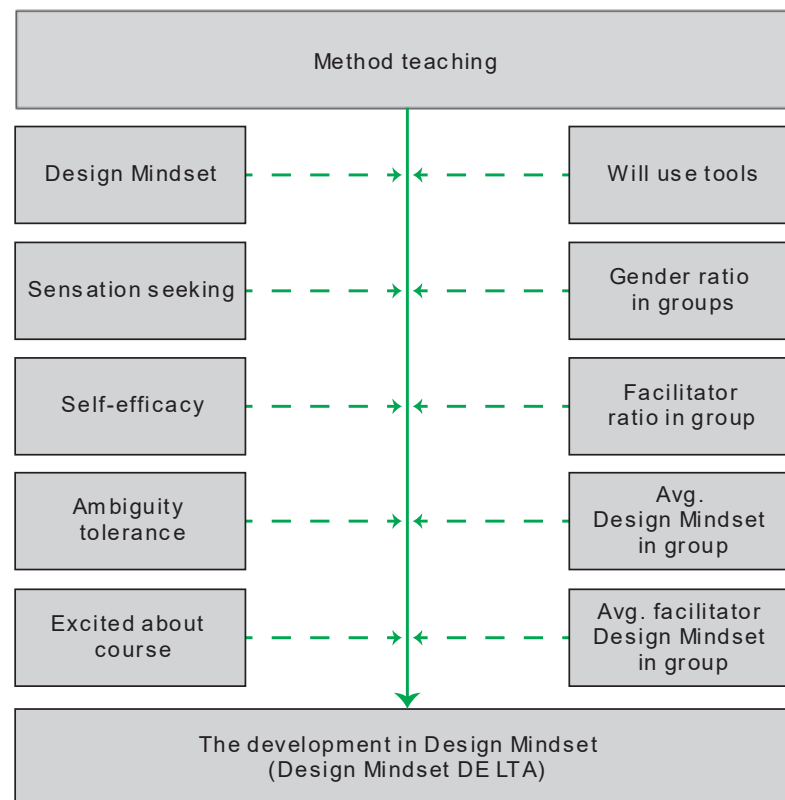 Method teaching
Design Mindset
Will use tools
Sensation seeking
Gender ratio
in groups
Self-efficacy
Facilitator
ratio in group
Ambiguity
tolerance
Avg.
Design Mindset
in group
Excited about
course
Avg. facilitator
Design Mindset
in group
The development in Design Mindset
(Design Mindset DELTA)